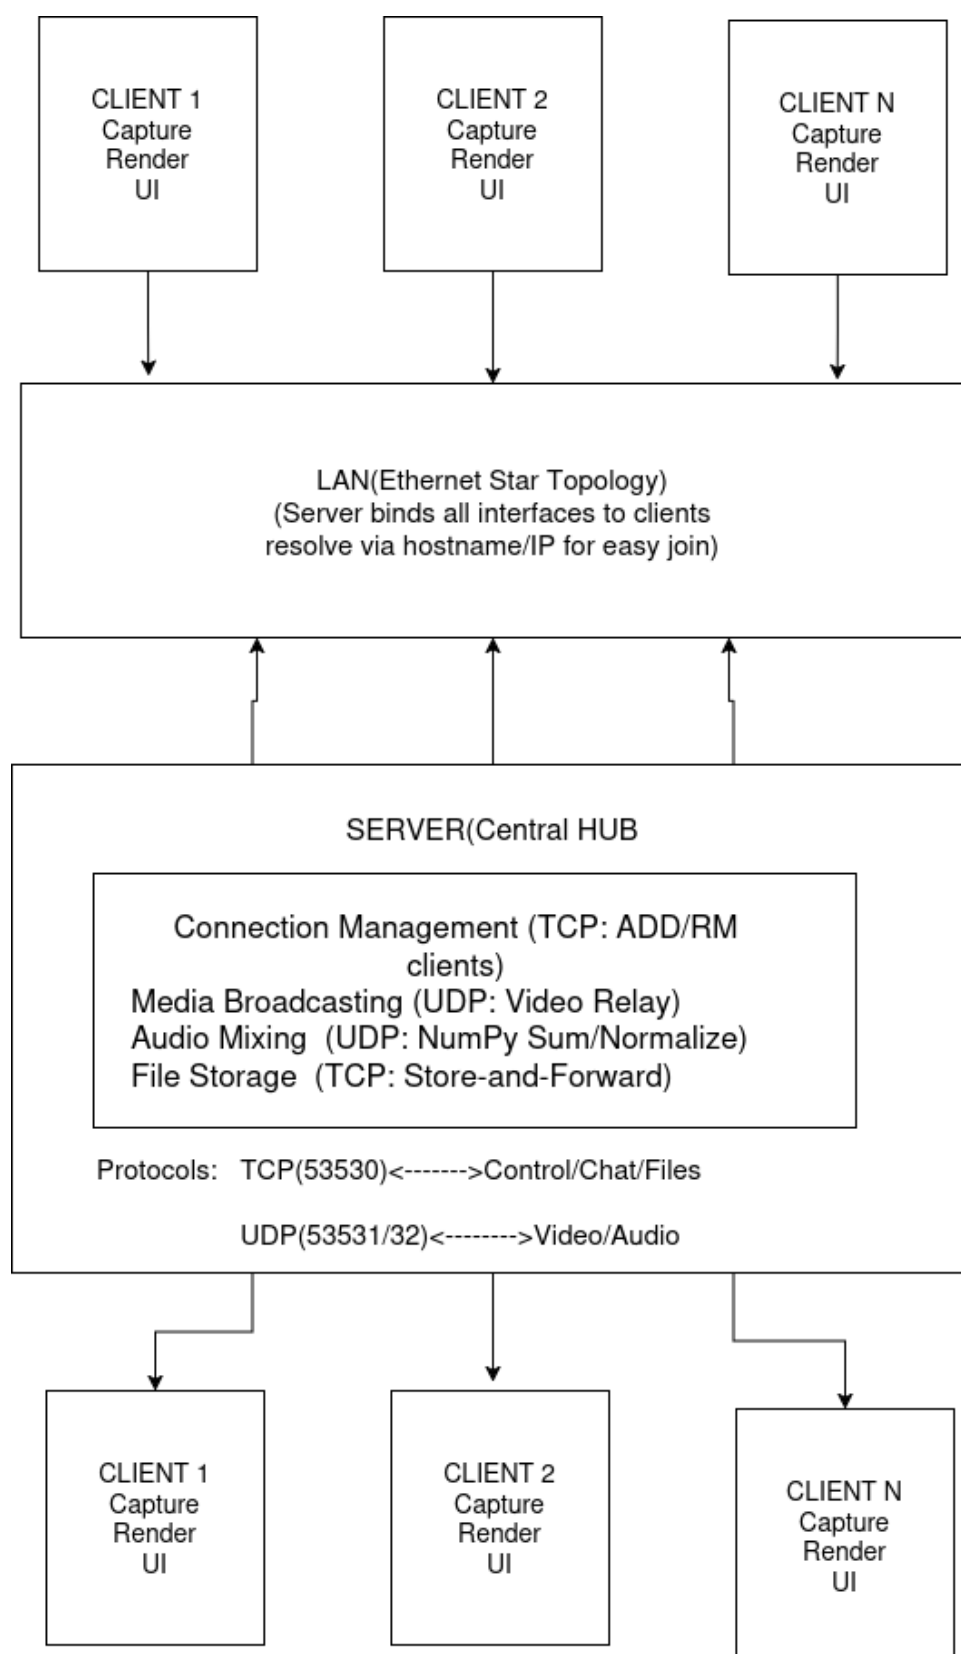 CLIENT 1
Capture
Render
UI
CLIENT 2
Capture
Render
UI
CLIENT N
Capture
Render
UI
LAN(Ethernet Star Topology)
(Server binds all interfaces to clients
resolve via hostname/IP for easy join)
SERVER(Central HUB
Connection Management (TCP: ADD/RM
clients)
Media Broadcasting (UDP: Video Relay)
Audio Mixing (UDP: NumPy Sum/Normalize)
File Storage (TCP: Store-and-Forward)
Protocols: TCP(53530)<------->Control/Chat/Files
UDP(53531/32)<-------->Video/Audio
CLIENT 1
Capture
Render
UI
CLIENT 2
Capture
Render
UI
CLIENT N
Capture
Render
UI